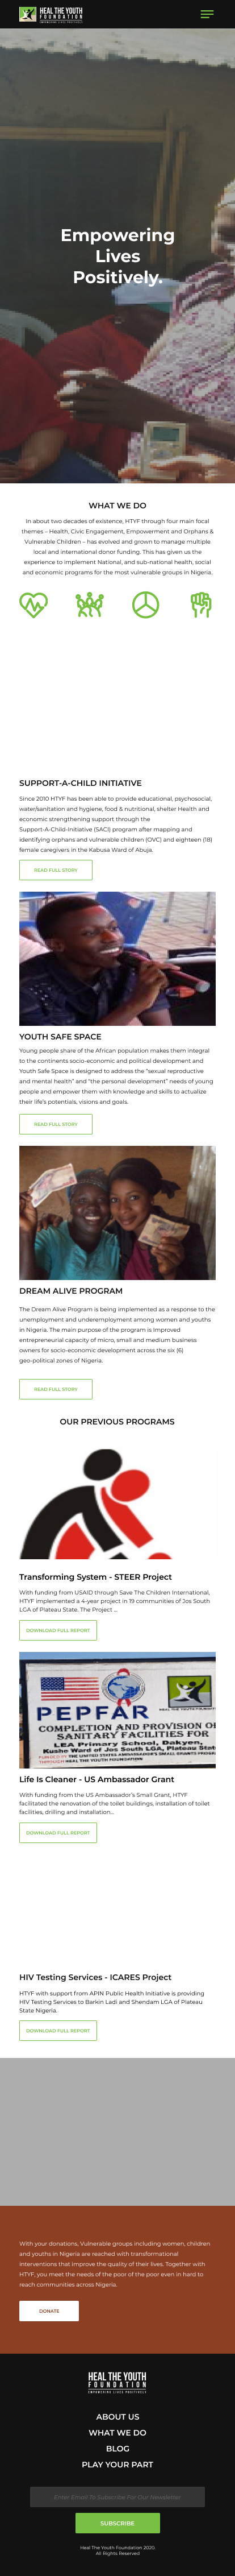 HEAL THE YOUTH
FOUNDATION
EMPOWERING LIVES POSITIVELY
Empowering
Lives
Positively.
WHAT WE DO
In about two decades of existence, HTYF through four main focal
themes – Health, Civic Engagement, Empowerment and Orphans &
Vulnerable Children – has evolved and grown to manage multiple
local and international donor funding. This has given us the
experience to implement National, and sub-national health, social
and economic programs for the most vulnerable groups in Nigeria.
SUPPORT-A-CHILD INITIATIVE
Since 2010 HTYF has been able to provide educational, psychosocial,
water/sanitation and hygiene, food & nutritional, shelter Health and
economic strengthening support through the
Support-A-Child-Initiative (SACI) program after mapping and
identifying orphans and vulnerable children (OVC) and eighteen (18)
female caregivers in the Kabusa Ward of Abuja.
READ FULL STORY
YOUTH SAFE SPACE
Young people share of the African population makes them integral
to the continents socio-economic and political development and
Youth Safe Space is designed to address the "sexual reproductive
and mental health" and "the personal development" needs of young
people and empower them with knowledge and skills to actualize
their life's potentials, visions and goals.
READ FULL STORY
DREAM ALIVE PROGRAM
The Dream Alive Program is being implemented as a response to the
unemployment and underemployment among women and youths
in Nigeria. The main purpose of the program is Improved
entrepreneurial capacity of micro, small and medium business
owners for socio-economic development across the six (6)
geo-political zones of Nigeria.
READ FULL STORY
OUR PREVIOUS PROGRAMS
Transforming System - STEER Project
With funding from USAID through Save The Children International,
HTYF implemented a 4-year project in 19 communities of Jos South
LGA of Plateau State. The Project ...
DOWNLOAD FULL REPORT
PEPFAR
COMPLETION AND PROVISION OF
SANITARY FACILITIES FOR
LEA Primary School, Dakyen,
Kushe Ward of Jos South LGA, Plateau State
THE UNITED STATES AMBASSADOR'S SMALL GRANTS
HEAL THE YOUTH FOUNDATION
Life Is Cleaner - US Ambassador Grant
With funding from the US Ambassador's Small Grant, HTYF
facilitated the renovation of the toilet buildings, installation of toilet
facilities, drilling and installation...
DOWNLOAD FULL REPORT
HIV Testing Services - ICARES Project
HTYF with support from APIN Public Health Initiative is providing
HIV Testing Services to Barkin Ladi and Shendam LGA of Plateau
State Nigeria.
DOWNLOAD FULL REPORT
With your donations, Vulnerable groups including women, children
and youths in Nigeria are reached with transformational
interventions that improve the quality of their lives. Together with
HTYF, you meet the needs of the poor of the poor even in hard to
reach communities across Nigeria.
DONATE
HEAL THE YOUTH
FOUNDATION
EMPOWERING LIVES POSITIVELY
ABOUT US
WHAT WE DO
BLOG
PLAY YOUR PART
Enter Email To Subscribe For Our Newsletter
SUBSCRIBE
Heal The Youth Foundation 2020.
All Rights Reserved